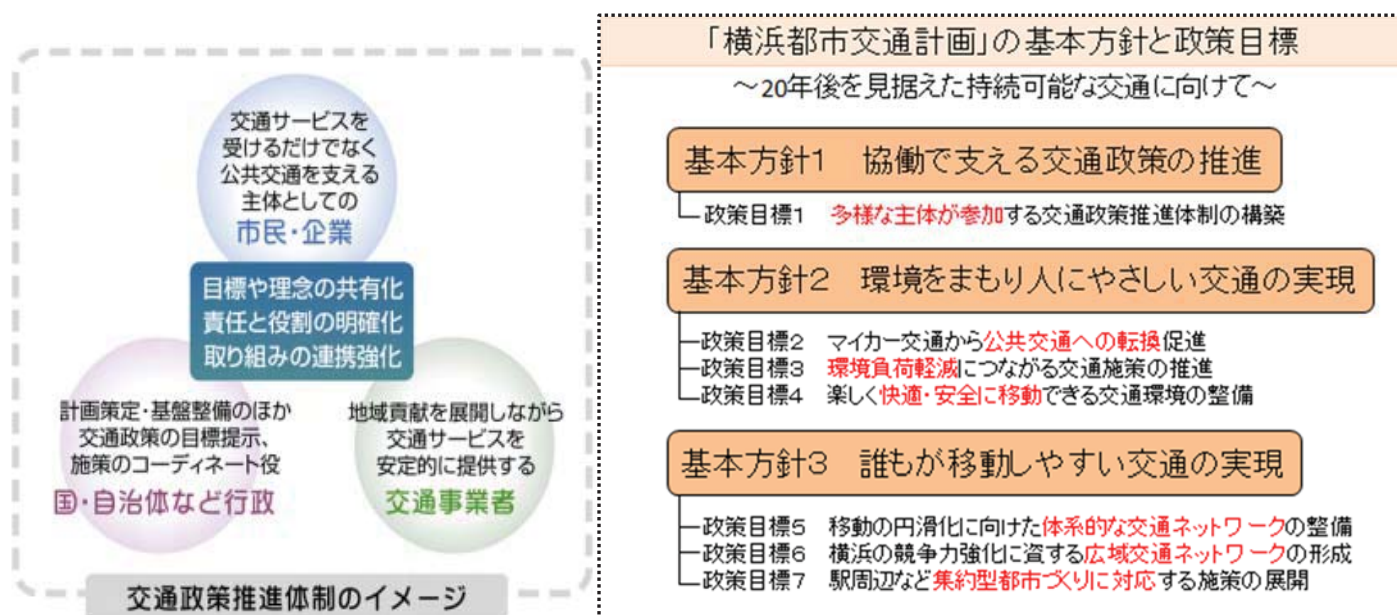 交通サービスを
受けるだけでなく
公共交通を支える
主体としての
市民・企業
目標や理念の共有化
責任と役割の明確化
取り組みの連携強化
計画策定・基盤整備のほか
交通政策の目標提示、
施策のコーディネート役
国・自治体など行政
地域貢献を展開しながら
交通サービスを
安定的に提供する
交通事業者
交通政策推進体制のイメージ
「横浜都市交通計画」の基本方針と政策目標
～20年後を見据えた持続可能な交通に向けて～
基本方針1 協働で支える交通政策の推進
政策目標1 多様な主体が参加する交通政策推進体制の構築
基本方針2 環境をまもり人にやさしい交通の実現
政策目標2 マイカー交通から公共交通への転換促進
政策目標3 環境負荷軽減につながる交通施策の推進
政策目標4 楽しく快適・安全に移動できる交通環境の整備
基本方針3 誰もが移動しやすい交通の実現
政策目標5 移動の円滑化に向けた体系的な交通ネットワークの整備
政策目標6 横浜の競争力強化に資する広域交通ネットワークの形成
政策目標7 駅周辺など集約型都市づくりに対応する施策の展開